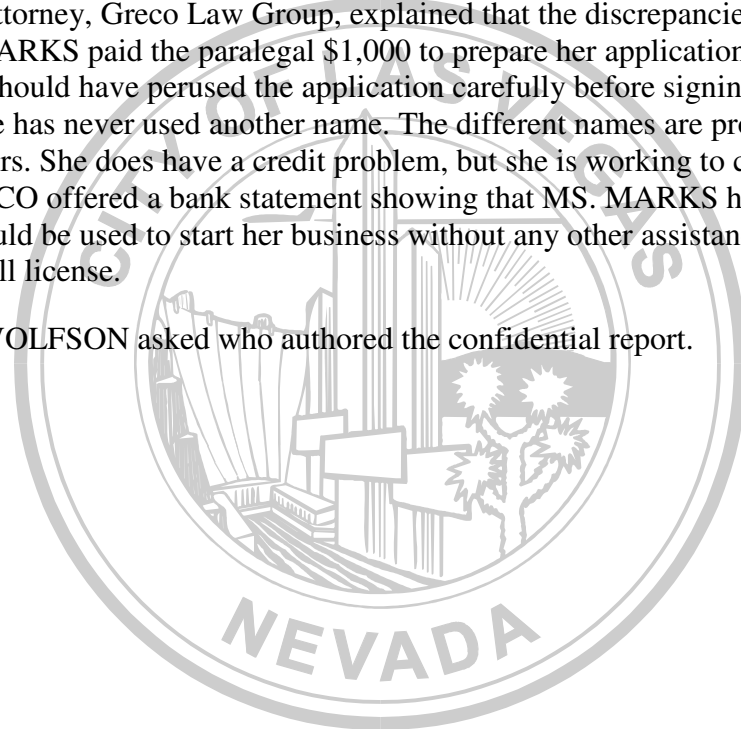 ttorney, Greco Law Group, explained that the discrepancie
ARKS paid the paralegal $1,000 to prepare her application
hould have perused the application carefully before signin
e has never used another name. The different names are pro
rs. She does have a credit problem, but she is working to c
CO offered a bank statement showing that MS. MARKS h
uld be used to start her business without any other assistan
ll license.
OLFSON asked who authored the confidential report.
CITY OF LAS VEGAS
NEVADA